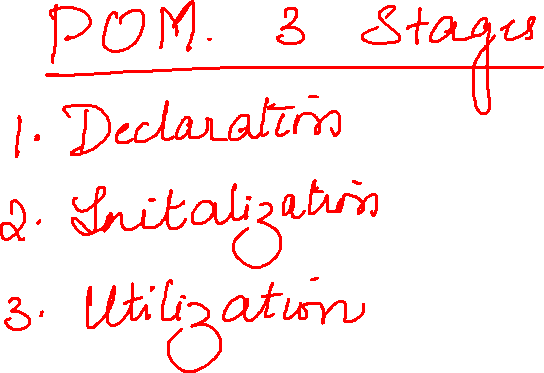 POM. 3 Stages
1. Declaration
2. Initalization
3. Utilization